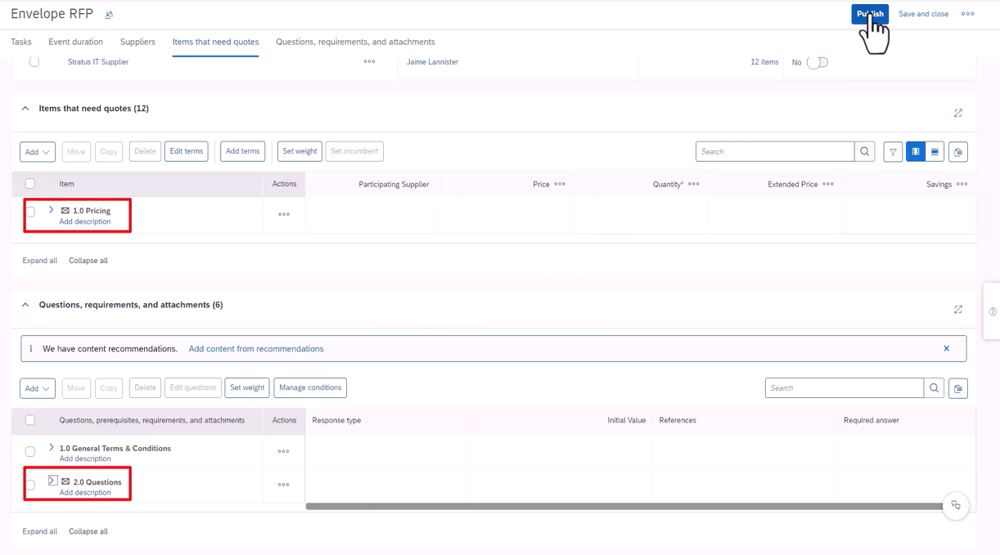 Envelope RFP
Publish Save and close
Tasks Event duration Suppliers Items that need quotes Questions, requirements, and attachments
Stratus IT Supplier Jaime Lannister 12 items No
Items that need quotes (12)
Add Move Copy Delete Edit terms Add terms Set weight Set incumbent Search
Item Actions Participating Supplier Price Quantity* Extended Price Savings
1.0 Pricing
Add description
Expand all Collapse all
Questions, requirements, and attachments (6)
i We have content recommendations. Add content from recommendations
Add Move Copy Delete Edit questions Set weight Manage conditions Search
Questions, prerequisites, requirements, and attachments Actions Response type Initial Value References Required answer
1.0 General Terms & Conditions
Add description
2.0 Questions
Add description
Expand all Collapse all